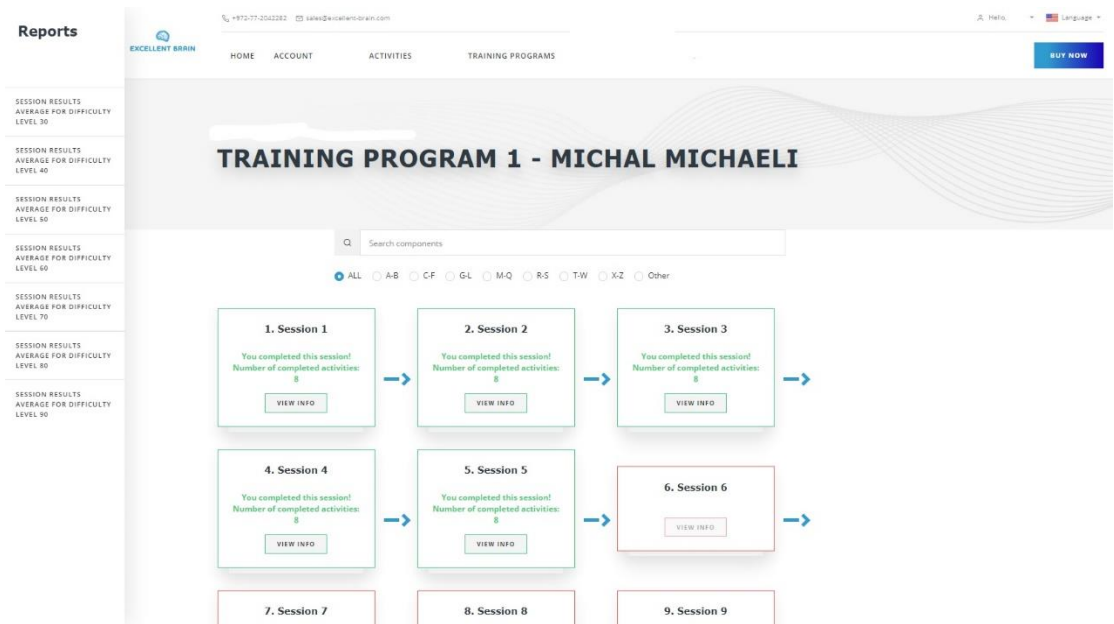 Reports
SESSION RESULTS
AVERAGE FOR DIFFICULTY
LEVEL 30
SESSION RESULTS
AVERAGE FOR DIFFICULTY
LEVEL 40
SESSION RESULTS
AVERAGE FOR DIFFICULTY
LEVEL 50
SESSION RESULTS
AVERAGE FOR DIFFICULTY
LEVEL 60
SESSION RESULTS
AVERAGE FOR DIFFICULTY
LEVEL 70
SESSION RESULTS
AVERAGE FOR DIFFICULTY
LEVEL 80
SESSION RESULTS
AVERAGE FOR DIFFICULTY
LEVEL 90
+972-77-2042282 sales@excellent-brain.com
Hello, Language
EXCELLENT BRAIN
HOME ACCOUNT ACTIVITIES TRAINING PROGRAMS
BUY NOW
TRAINING PROGRAM 1 - MICHAL MICHAELI
Search components
ALL A-B C-F G-L M-Q R-S T-W X-Z Other
1. Session 1
You completed this session!
Number of completed activities:
8
VIEW INFO
2. Session 2
You completed this session!
Number of completed activities:
8
VIEW INFO
3. Session 3
You completed this session!
Number of completed activities:
8
VIEW INFO
4. Session 4
You completed this session!
Number of completed activities:
8
VIEW INFO
5. Session 5
You completed this session!
Number of completed activities:
8
VIEW INFO
6. Session 6
VIEW INFO
7. Session 7
8. Session 8
9. Session 9